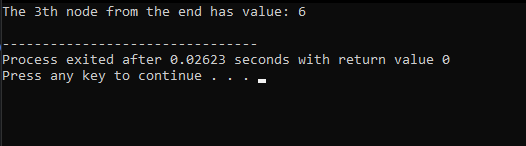 The 3th node from the end has value: 6
--------------------------------
Process exited after 0.02623 seconds with return value 0
Press any key to continue . . .